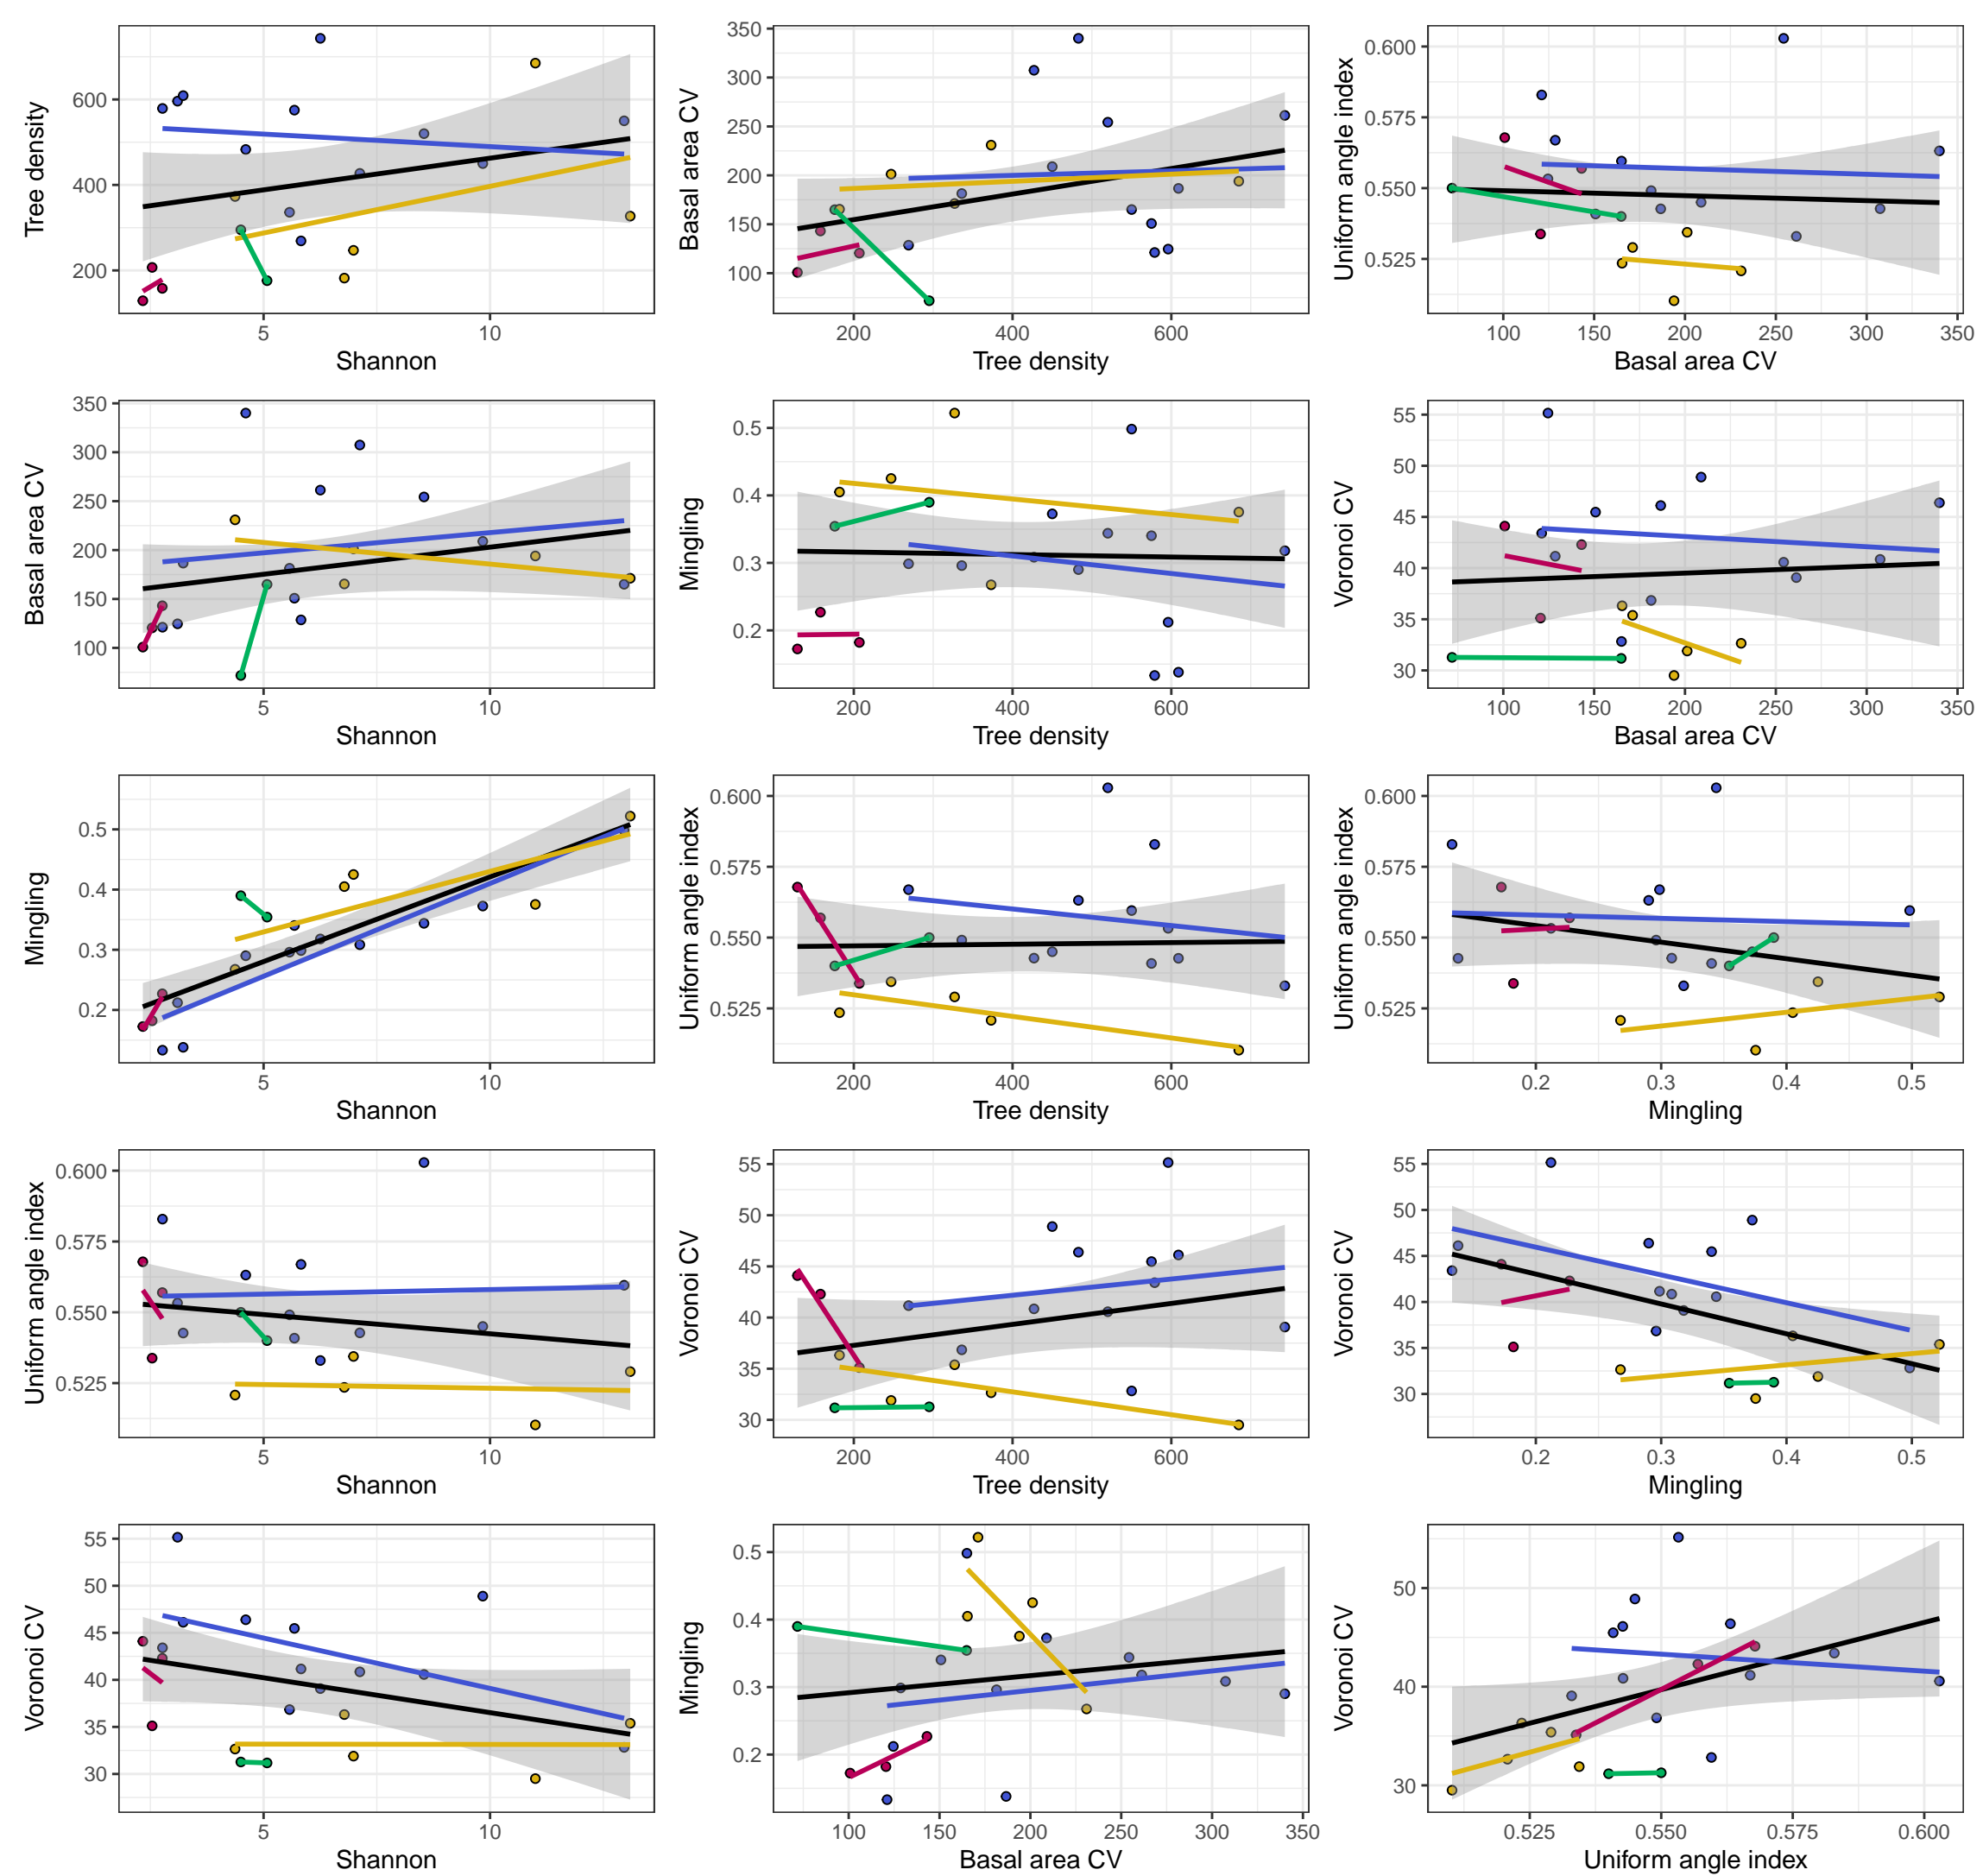 Tree density
600
400
200
5 10
Shannon
Basal area CV
350
300
250
200
150
100
200 400 600
Tree density
Uniform angle index
0.600
0.575
0.550
0.525
100 150 200 250 300 350
Basal area CV
Basal area CV
350
300
250
200
150
100
5 10
Shannon
Mingling
0.5
0.4
0.3
0.2
200 400 600
Tree density
Voronoi CV
55
50
45
40
35
30
100 150 200 250 300 350
Basal area CV
Mingling
0.5
0.4
0.3
0.2
5 10
Shannon
Uniform angle index
0.600
0.575
0.550
0.525
200 400 600
Tree density
Uniform angle index
0.600
0.575
0.550
0.525
0.2 0.3 0.4 0.5
Mingling
Uniform angle index
0.600
0.575
0.550
0.525
5 10
Shannon
Voronoi CV
55
50
45
40
35
30
200 400 600
Tree density
Voronoi CV
55
50
45
40
35
30
0.2 0.3 0.4 0.5
Mingling
Voronoi CV
55
50
45
40
35
30
5 10
Shannon
Mingling
0.5
0.4
0.3
0.2
100 150 200 250 300 350
Basal area CV
Voronoi CV
50
40
30
0.525 0.550 0.575 0.600
Uniform angle index